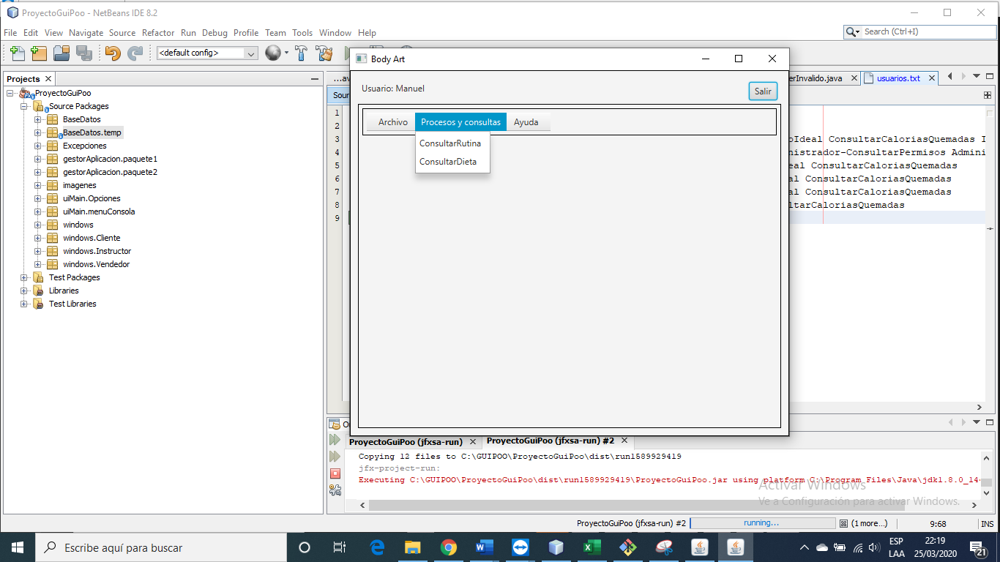 ProyectoGuiPoo - NetBeans IDE 8.2
File Edit View Navigate Source Refactor Run Debug Profile Team Tools Window Help
Search (Ctrl+I)
<default config>
Projects
ProyectoGuiPoo
Source Packages
BaseDatos
BaseDatos.temp
Excepciones
gestorAplicacion.paquete1
gestorAplicacion.paquete2
imagenes
uiMain.Opciones
uiMain.menuConsola
windows
windows.Cliente
windows.Instructor
windows.Vendedor
Test Packages
Libraries
Test Libraries
Body Art
Usuario: Manuel
Salir
Archivo Procesos y consultas Ayuda
ConsultarRutina
ConsultarDieta
...av
erInvalido.java
usuarios.txt
Sour
1
2
3 oIdeal ConsultarCaloriasQuemadas I
4 nistrador-ConsultarPermisos Admini
5 eal ConsultarCaloriasQuemadas
6 al ConsultarCaloriasQuemadas
7 l ConsultarCaloriasQuemadas
8 ltarCaloriasQuemadas
9
ProyectoGuiPoo (jfxsa-run)
ProyectoGuiPoo (jfxsa-run) #2
Copying 12 files to C:\GUIPOO\ProyectoGuiPoo\dist\run1589929419
jfx-project-run:
Executing C:\GUIPOO\ProyectoGuiPoo\dist\run1589929419\ProyectoGuiPoo.jar using platform C:\Program Files\Java\jdk1.8.0_14
Activar Windows
Ve a Configuración para activar Windows.
ProyectoGuiPoo (jfxsa-run) #2
running...
(1 more...)
9:68
INS
Escribe aquí para buscar
ESP
LAA
22:19
25/03/2020
21